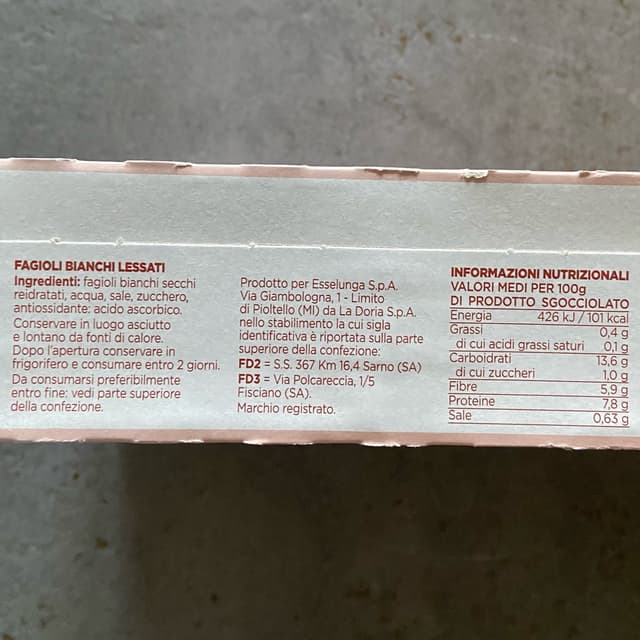 FAGIOLI BIANCHI LESSATI
Ingredienti: fagioli bianchi secchi
reidratati, acqua, sale, zucchero,
antiossidante: acido ascorbico.
Conservare in luogo asciutto
e lontano da fonti di calore.
Dopo l'apertura conservare in
frigorifero e consumare entro 2 giorni.
Da consumarsi preferibilmente
entro fine: vedi parte superiore
della confezione.
Prodotto per Esselunga S.p.A.
Via Giambologna, 1 - Limito
di Pioltello (MI) da La Doria S.p.A.
nello stabilimento la cui sigla
identificativa è riportata sulla parte
superiore della confezione:
FD2 = S.S. 367 Km 16,4 Sarno (SA)
FD3 = Via Polcareccia, 1/5
Fisciano (SA).
Marchio registrato.
INFORMAZIONI NUTRIZIONALI
VALORI MEDI PER 100g
DI PRODOTTO SGOCCIOLATO
Energia 426 kJ / 101 kcal
Grassi 0,4 g
di cui acidi grassi saturi 0,1 g
Carboidrati 13,6 g
di cui zuccheri 1,0 g
Fibre 5,9 g
Proteine 7,8 g
Sale 0,63 g